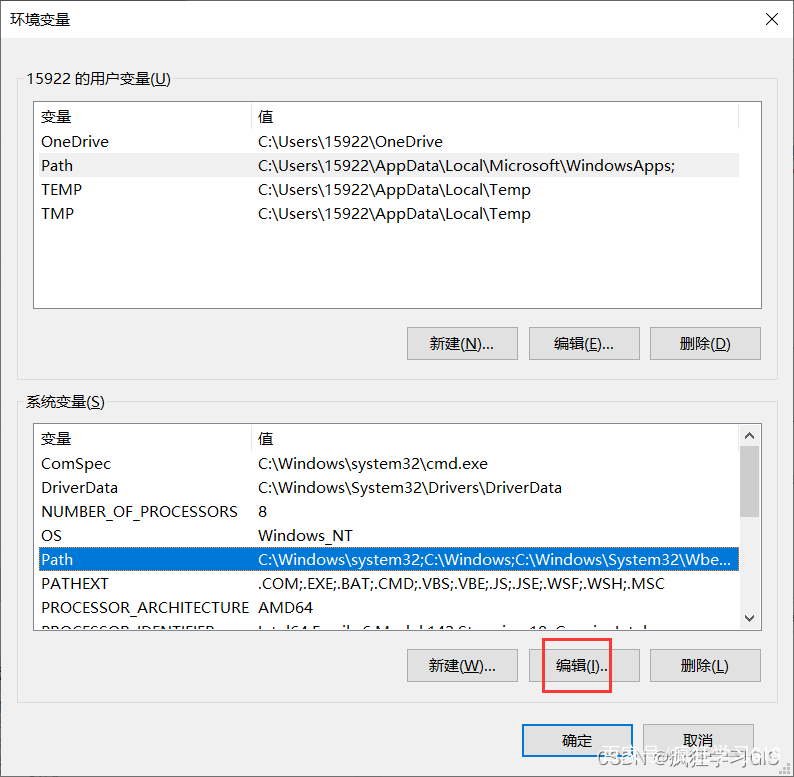 环境变量
15922 的用户变量(U)
变量 值
OneDrive C:\Users\15922\OneDrive
Path C:\Users\15922\AppData\Local\Microsoft\WindowsApps;
TEMP C:\Users\15922\AppData\Local\Temp
TMP C:\Users\15922\AppData\Local\Temp
新建(N)... 编辑(E)... 删除(D)
系统变量(S)
变量 值
ComSpec C:\Windows\system32\cmd.exe
DriverData C:\Windows\System32\Drivers\DriverData
NUMBER_OF_PROCESSORS 8
OS Windows_NT
Path C:\Windows\system32;C:\Windows;C:\Windows\System32\Wbe...
PATHEXT .COM;.EXE;.BAT;.CMD;.VBS;.VBE;.JS;.JSE;.WSF;.WSH;.MSC
PROCESSOR_ARCHITECTURE AMD64
新建(W)... 编辑(I)... 删除(L)
确定 取消
CSDN @疯狂学习GIS